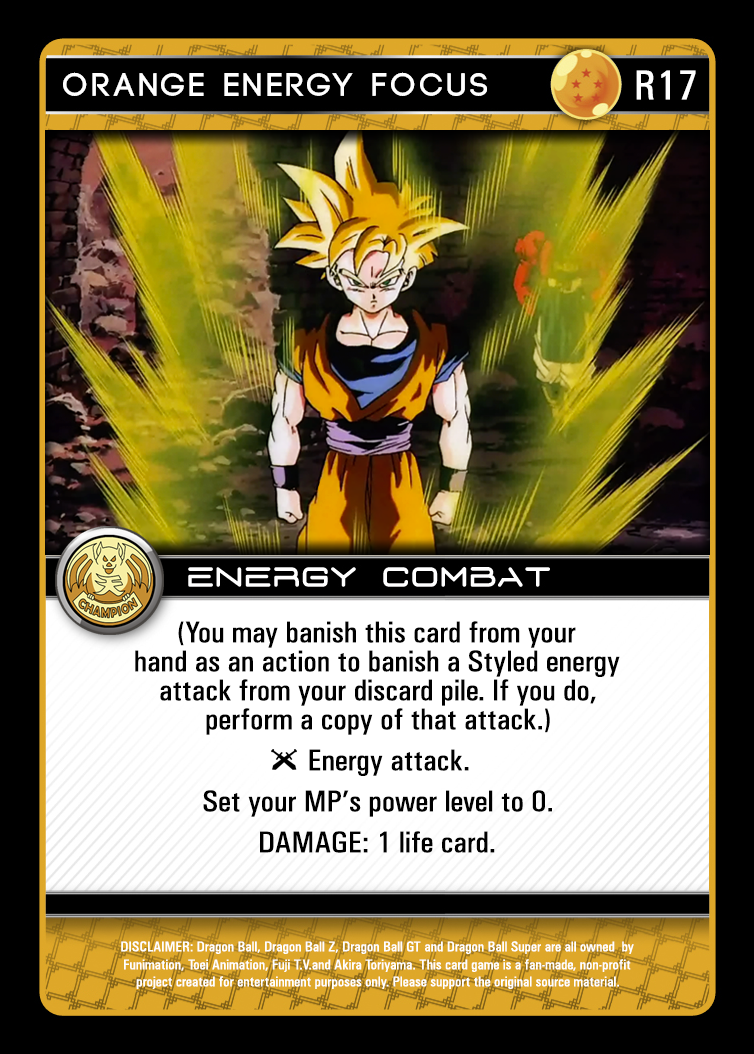 ORANGE ENERGY FOCUS R17
CHAMPION
ENERGY COMBAT
(You may banish this card from your
hand as an action to banish a Styled energy
attack from your discard pile. If you do,
perform a copy of that attack.)
Energy attack.
Set your MP's power level to 0.
DAMAGE: 1 life card.
DISCLAIMER: Dragon Ball, Dragon Ball Z, Dragon Ball GT and Dragon Ball Super are all owned by
Funimation, Toei Animation, Fuji T.V.and Akira Toriyama. This card game is a fan-made, non-profit
project created for entertainment purposes only. Please support the original source material.